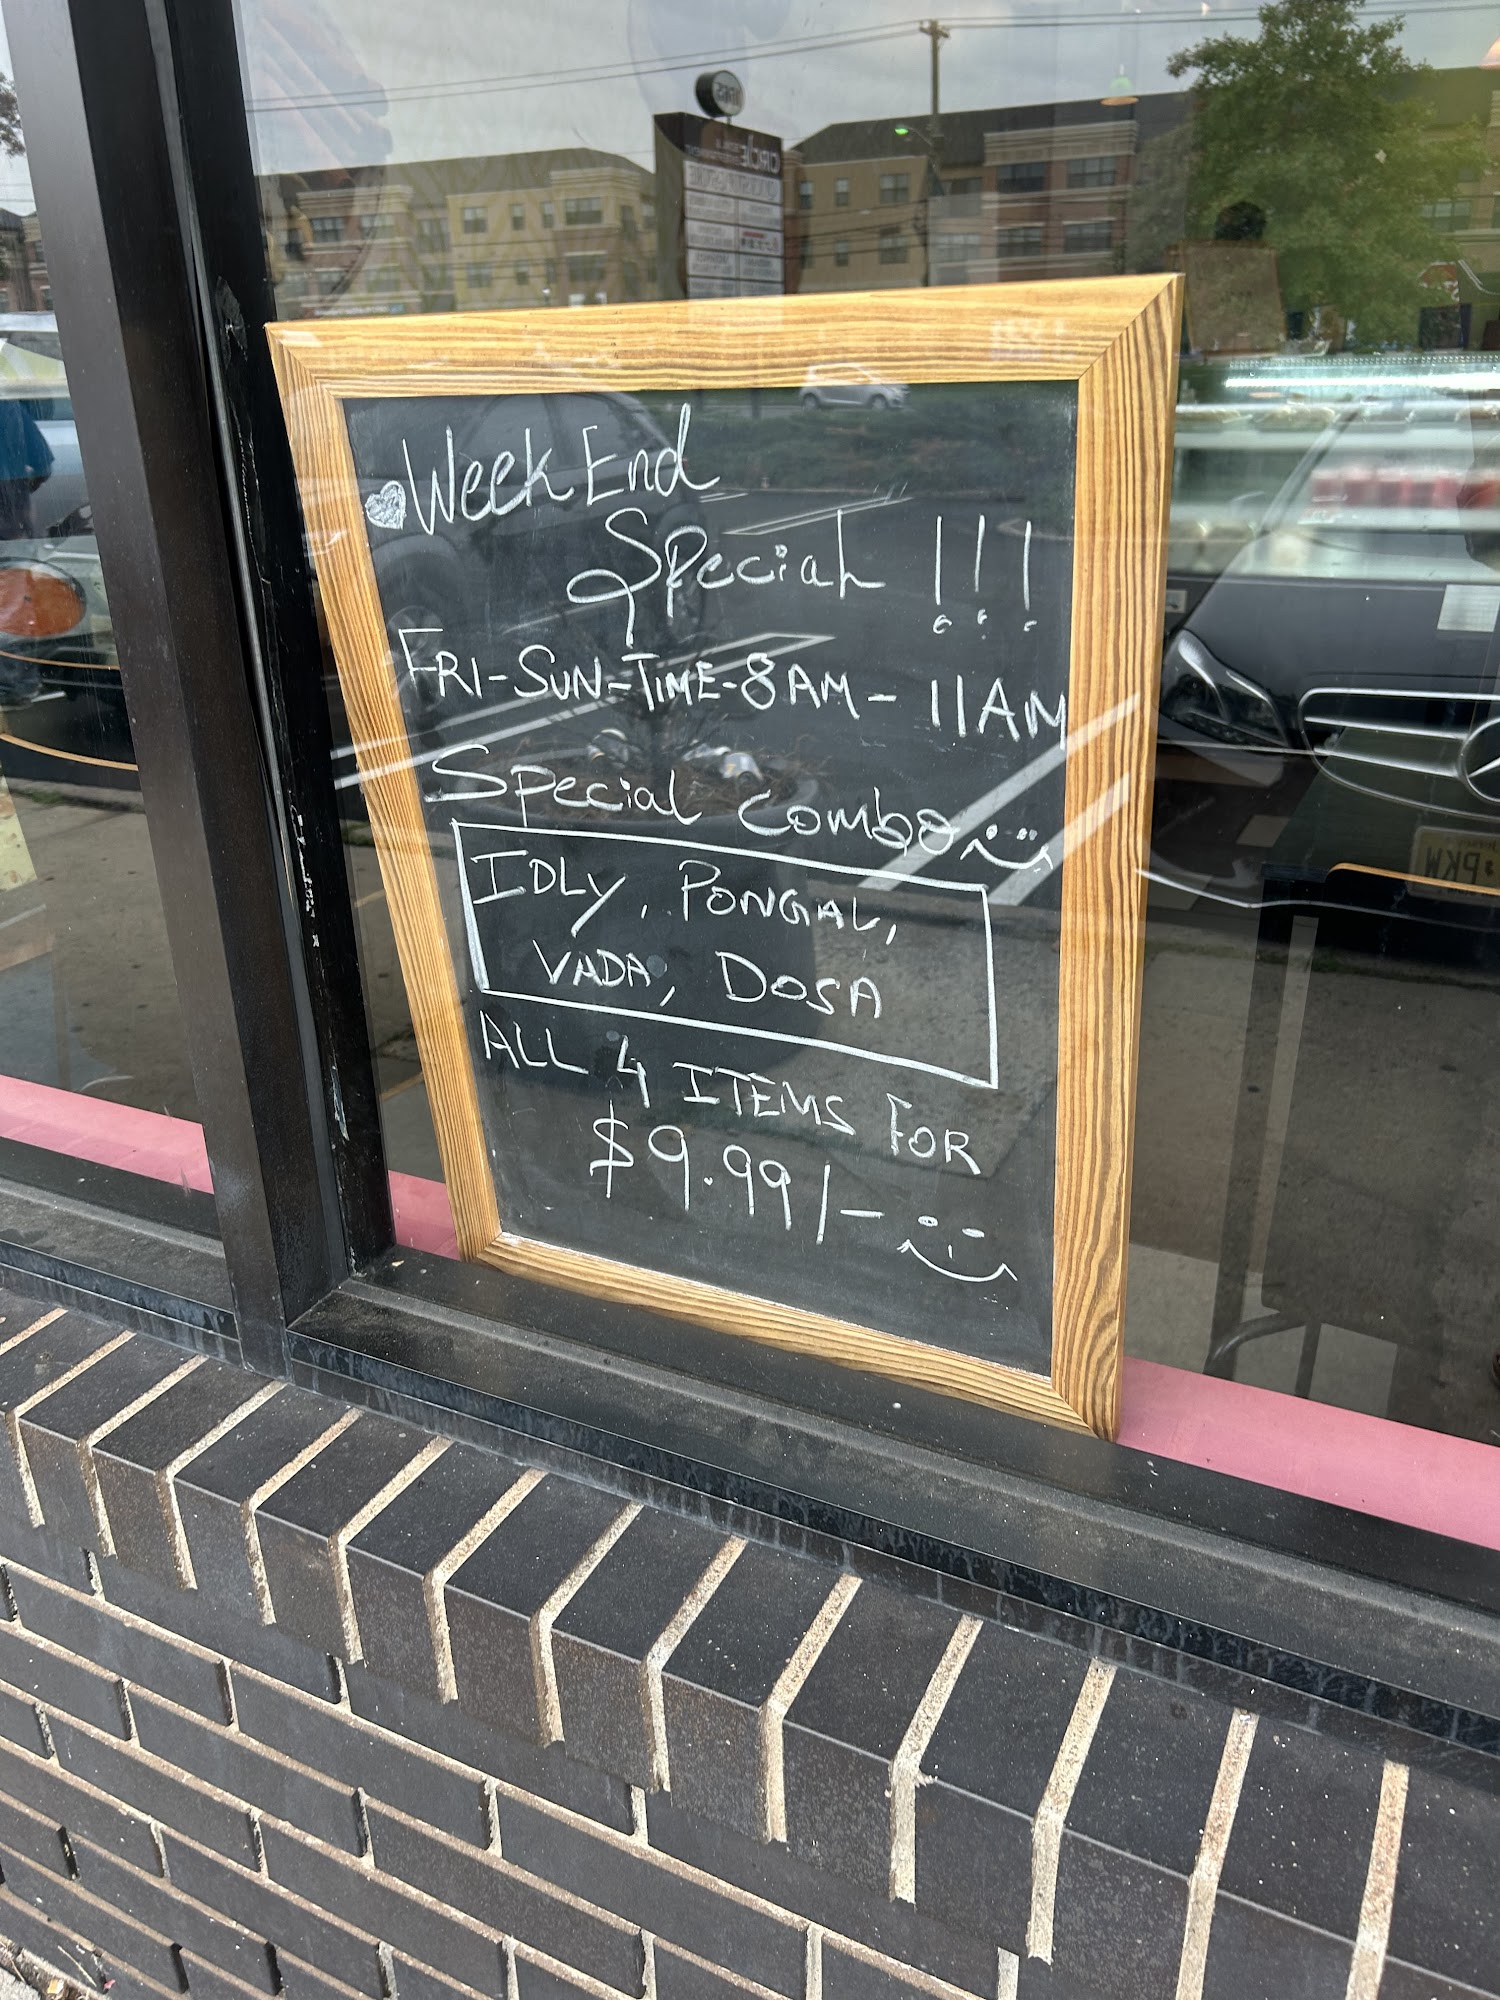 Week End
Special !!!
FRI-SUN-TIME-8AM-11AM
Special Combo
IDLY, PONGAL,
VADA, DOSA
ALL 4 ITEMS FOR
$9.99/-